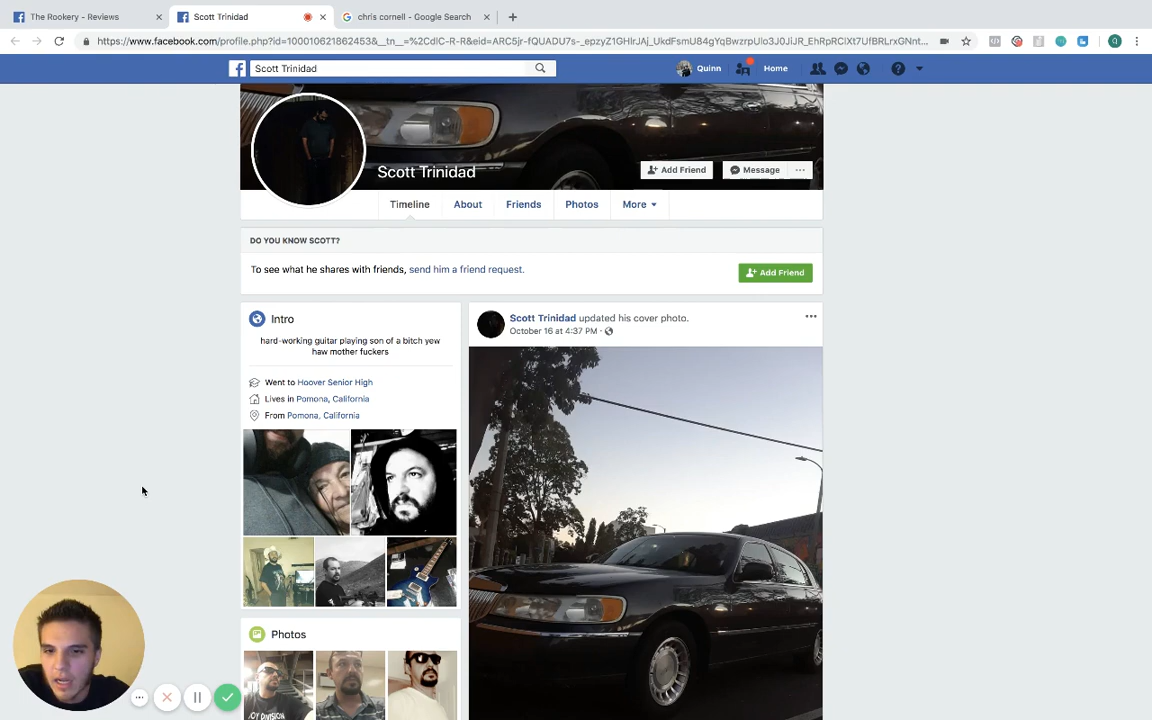 The Rookery - Reviews
Scott Trinidad
chris cornell - Google Search
Scott Trinidad
Quinn
Home
Scott Trinidad
Add Friend
Message
Timeline
About
Friends
Photos
More
DO YOU KNOW SCOTT?
To see what he shares with friends, send him a friend request.
Add Friend
Intro
hard-working guitar playing son of a bitch yew
haw mother fuckers
Went to Hoover Senior High
Lives in Pomona, California
From Pomona, California
Photos
Scott Trinidad updated his cover photo.
October 16 at 4:37 PM ·